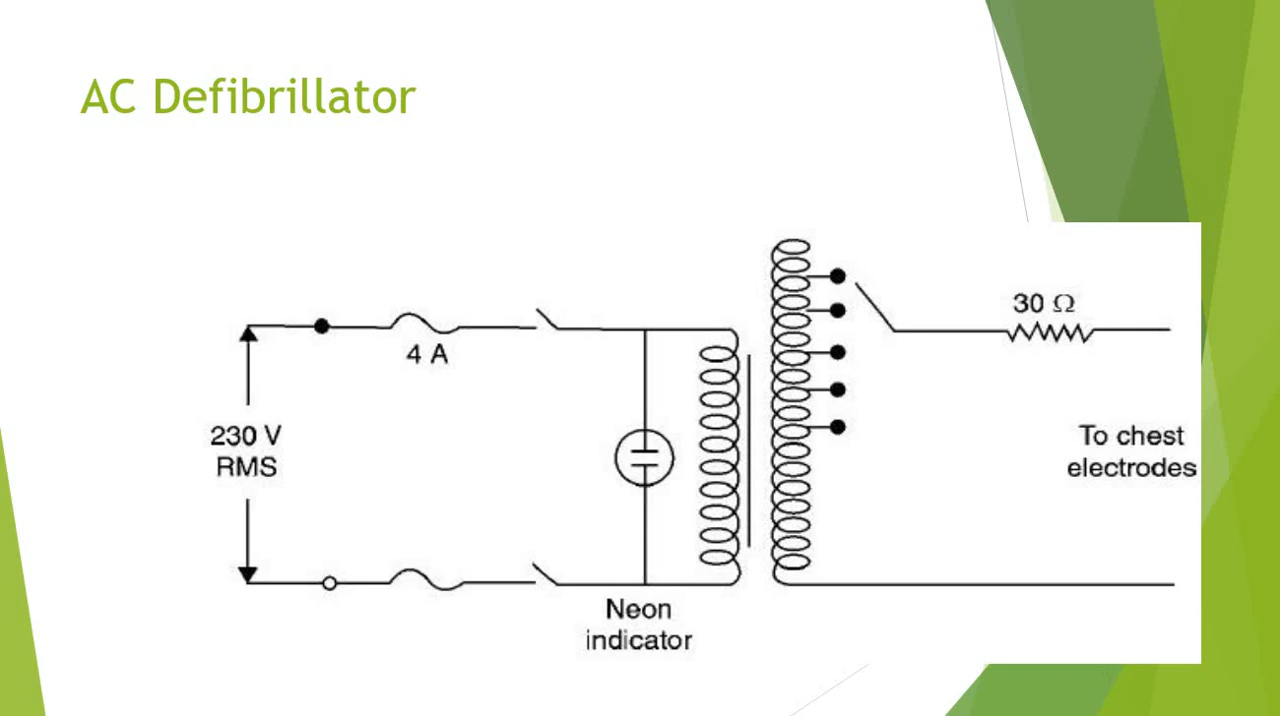 AC Defibrillator
30 Ω
4 A
230 V
RMS
To chest
electrodes
Neon
indicator